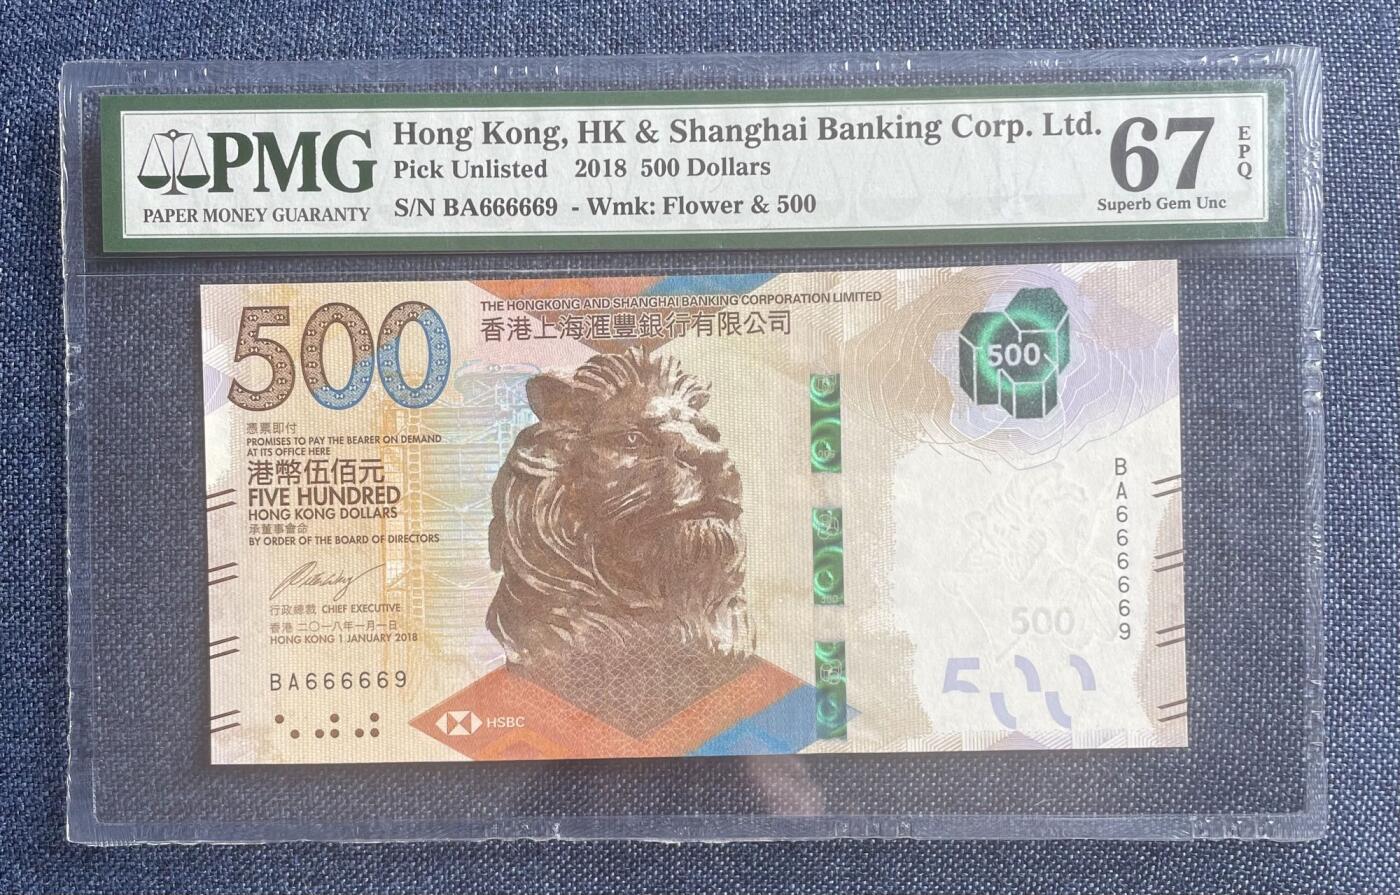 PMG
PAPER MONEY GUARANTY
Hong Kong, HK & Shanghai Banking Corp. Ltd.
Pick Unlisted 2018 500 Dollars
S/N BA666669 - Wmk: Flower & 500
67
EPQ
Superb Gem Unc
500
THE HONGKONG AND SHANGHAI BANKING CORPORATION LIMITED
香港上海滙豐銀行有限公司
500
憑票即付
PROMISES TO PAY THE BEARER ON DEMAND
AT ITS OFFICE HERE
港幣伍佰元
FIVE HUNDRED
HONG KONG DOLLARS
承董事會命
BY ORDER OF THE BOARD OF DIRECTORS
行政總裁 CHIEF EXECUTIVE
香港 二〇一八年一月一日
HONG KONG 1 JANUARY 2018
BA666669
HSBC
BA666669
500
500